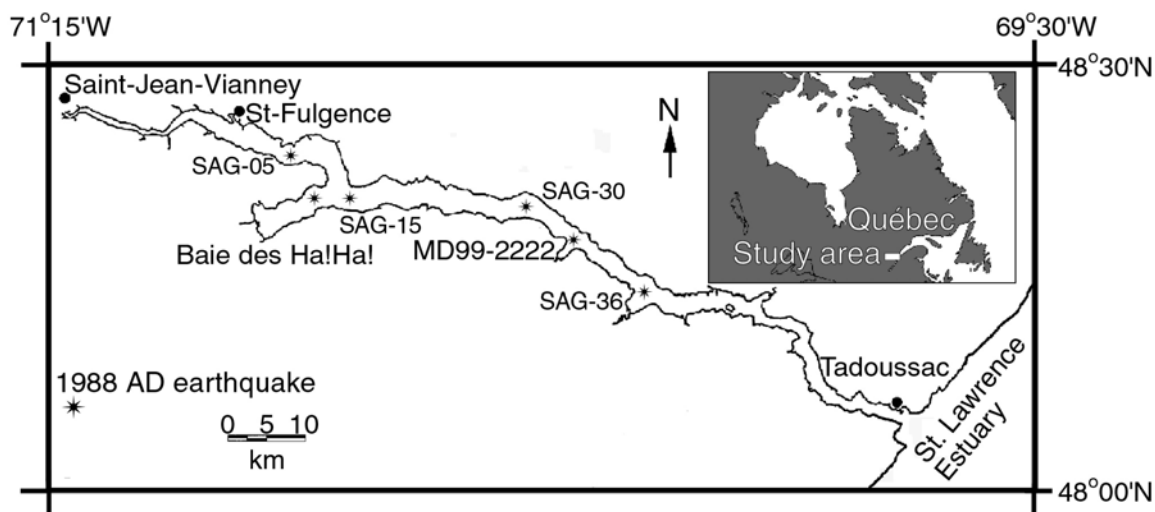 71°15'W
69°30'W
48°30'N
Saint-Jean-Vianney
St-Fulgence
N
SAG-05
SAG-30
Québec
SAG-15
Study area
Baie des Ha!Ha!
MD99-2222
SAG-36
Tadoussac
1988 AD earthquake
0 5 10
km
St. Lawrence
Estuary
48°00'N